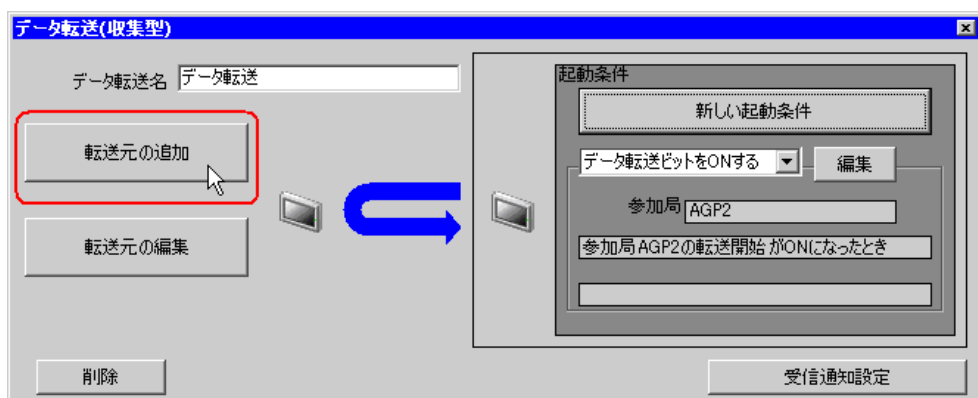 データ転送(収集型)
データ転送名 データ転送
転送元の追加
転送元の編集
起動条件
新しい起動条件
データ転送ビットをONする 編集
参加局 AGP2
参加局AGP2の転送開始 がONになったとき
削除
受信通知設定